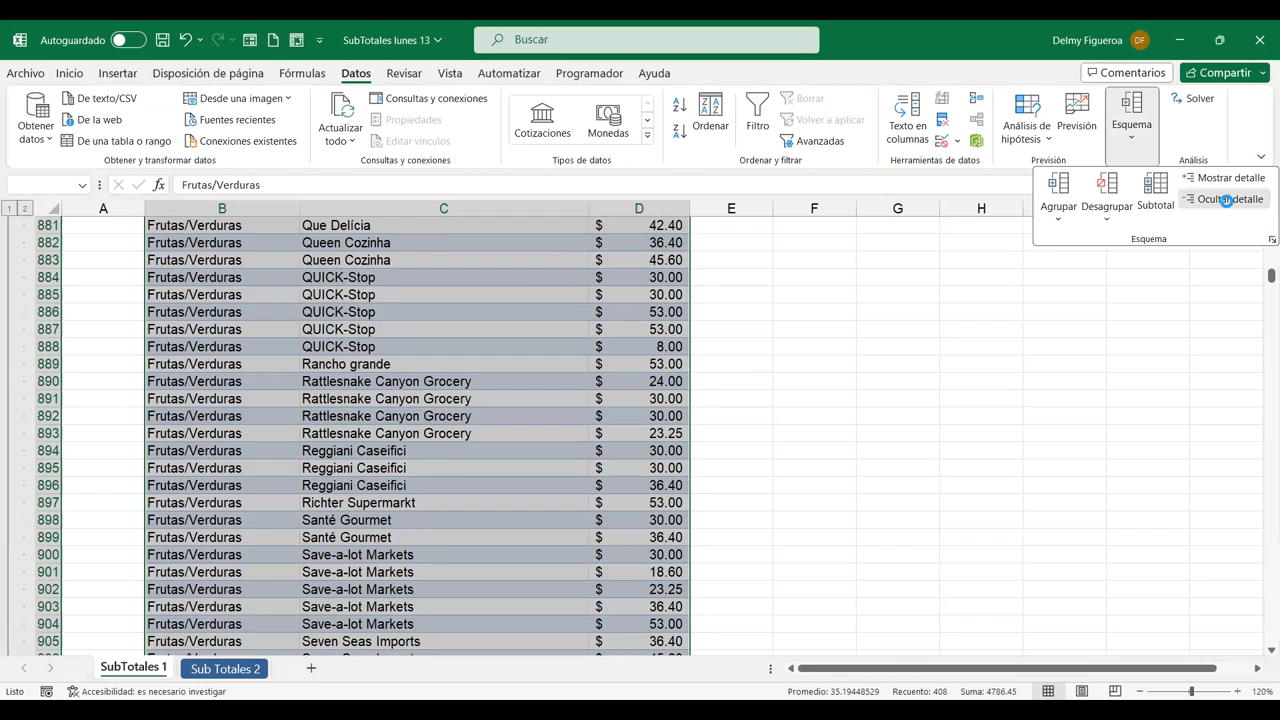 Autoguardado
SubTotales lunes 13
Buscar
Delmy Figueroa DF
Archivo Inicio Insertar Disposición de página Fórmulas Datos Revisar Vista Automatizar Programador Ayuda
Comentarios Compartir
Obtener datos
De texto/CSV
De la web
De una tabla o rango
Desde una imagen
Fuentes recientes
Conexiones existentes
Obtener y transformar datos
Actualizar todo
Consultas y conexiones
Propiedades
Editar vínculos
Consultas y conexiones
Cotizaciones Monedas
Tipos de datos
Ordenar
Filtro
Borrar
Volver a aplicar
Avanzadas
Ordenar y filtrar
Texto en columnas
Herramientas de datos
Análisis de hipótesis
Previsión
Previsión
Esquema
Solver
Análisis
Agrupar Desagrupar Subtotal
Mostrar detalle
Ocultar detalle
Esquema
Frutas/Verduras
1 2 A B C D E F G H
881 Frutas/Verduras Que Delícia $ 42.40
882 Frutas/Verduras Queen Cozinha $ 36.40
883 Frutas/Verduras Queen Cozinha $ 45.60
884 Frutas/Verduras QUICK-Stop $ 30.00
885 Frutas/Verduras QUICK-Stop $ 30.00
886 Frutas/Verduras QUICK-Stop $ 53.00
887 Frutas/Verduras QUICK-Stop $ 53.00
888 Frutas/Verduras QUICK-Stop $ 8.00
889 Frutas/Verduras Rancho grande $ 53.00
890 Frutas/Verduras Rattlesnake Canyon Grocery $ 24.00
891 Frutas/Verduras Rattlesnake Canyon Grocery $ 30.00
892 Frutas/Verduras Rattlesnake Canyon Grocery $ 30.00
893 Frutas/Verduras Rattlesnake Canyon Grocery $ 23.25
894 Frutas/Verduras Reggiani Caseifici $ 30.00
895 Frutas/Verduras Reggiani Caseifici $ 30.00
896 Frutas/Verduras Reggiani Caseifici $ 36.40
897 Frutas/Verduras Richter Supermarkt $ 53.00
898 Frutas/Verduras Santé Gourmet $ 30.00
899 Frutas/Verduras Santé Gourmet $ 36.40
900 Frutas/Verduras Save-a-lot Markets $ 30.00
901 Frutas/Verduras Save-a-lot Markets $ 18.60
902 Frutas/Verduras Save-a-lot Markets $ 23.25
903 Frutas/Verduras Save-a-lot Markets $ 36.40
904 Frutas/Verduras Save-a-lot Markets $ 53.00
905 Frutas/Verduras Seven Seas Imports $ 36.40
SubTotales 1 Sub Totales 2
Listo Accesibilidad: es necesario investigar Promedio: 35.19448529 Recuento: 408 Suma: 4786.45 120%